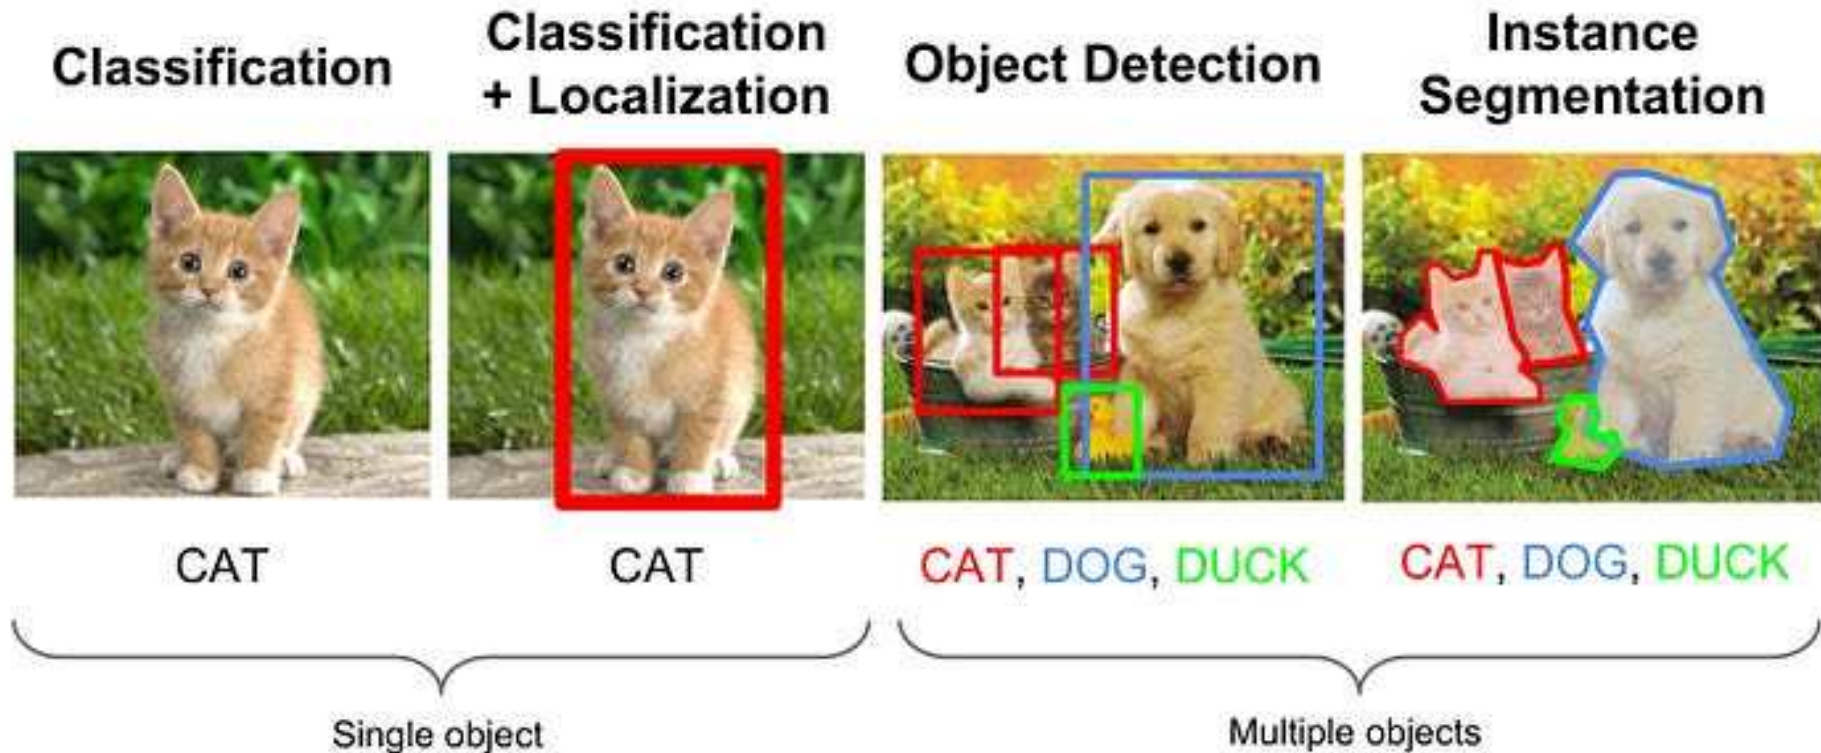 Classification
Classification
+ Localization
Object Detection
Instance
Segmentation
CAT
CAT
CAT, DOG, DUCK
CAT, DOG, DUCK
Single object
Multiple objects